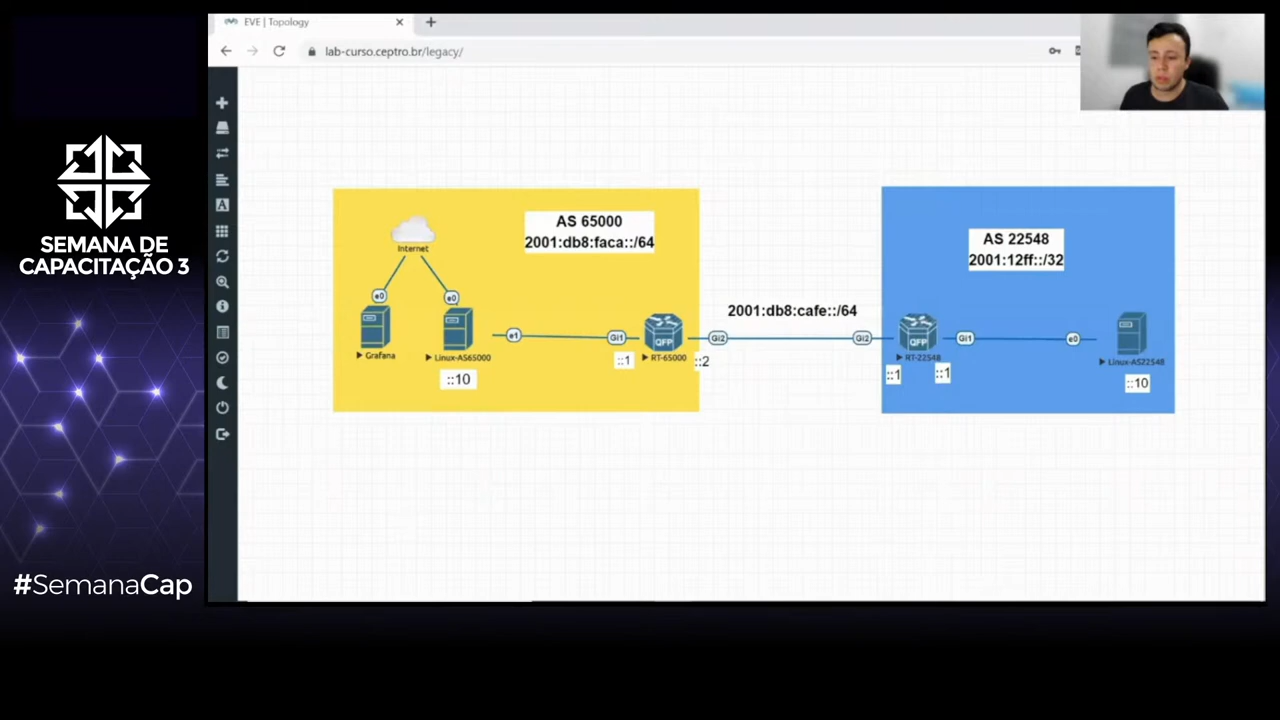 EVE | Topology
lab-curso.ceptro.br/legacy/
SEMANA DE
CAPACITAÇÃO 3
#SemanaCap
AS 65000
2001:db8:faca::/64
Internet
e0
e0
Grafana
Linux-AS65000
::10
e1
Gi1
::1
QFP
RT-65000
::2
Gi2
2001:db8:cafe::/64
AS 22548
2001:12ff::/32
Gi2
QFP
RT-22548
::1
::1
Gi1
e0
Linux-AS22548
::10